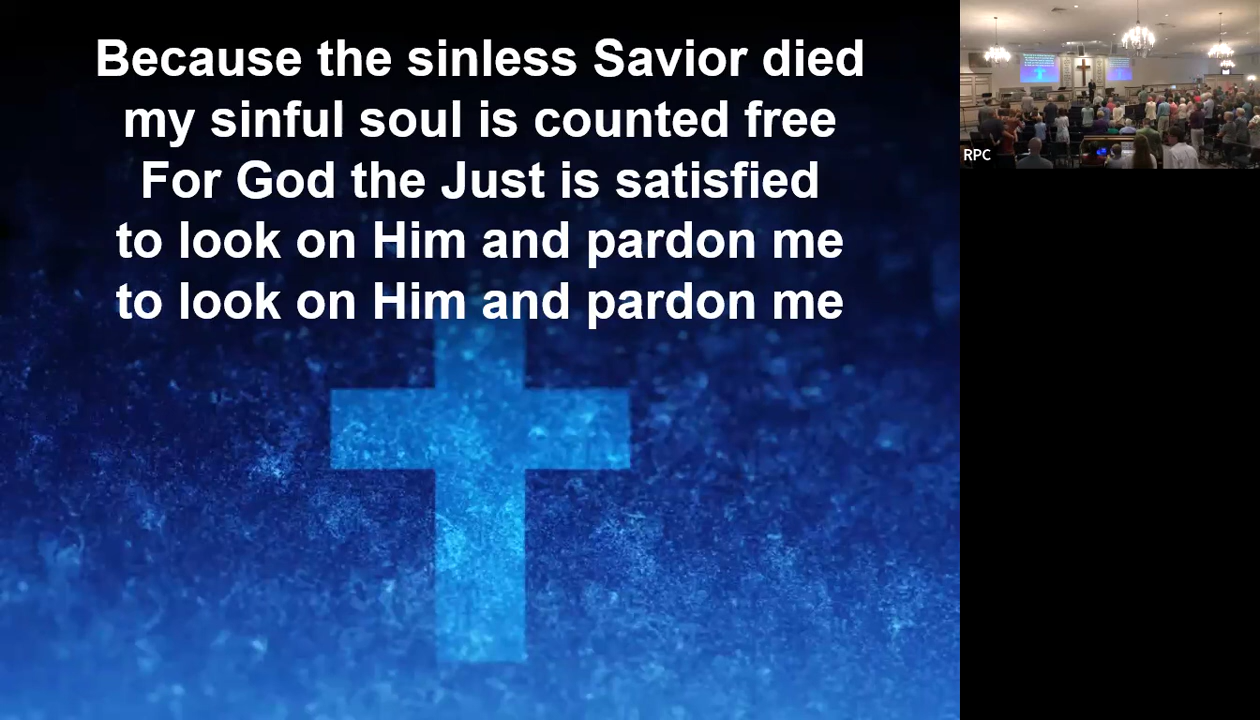 Because the sinless Savior died
my sinful soul is counted free
For God the Just is satisfied
to look on Him and pardon me
to look on Him and pardon me
RPC